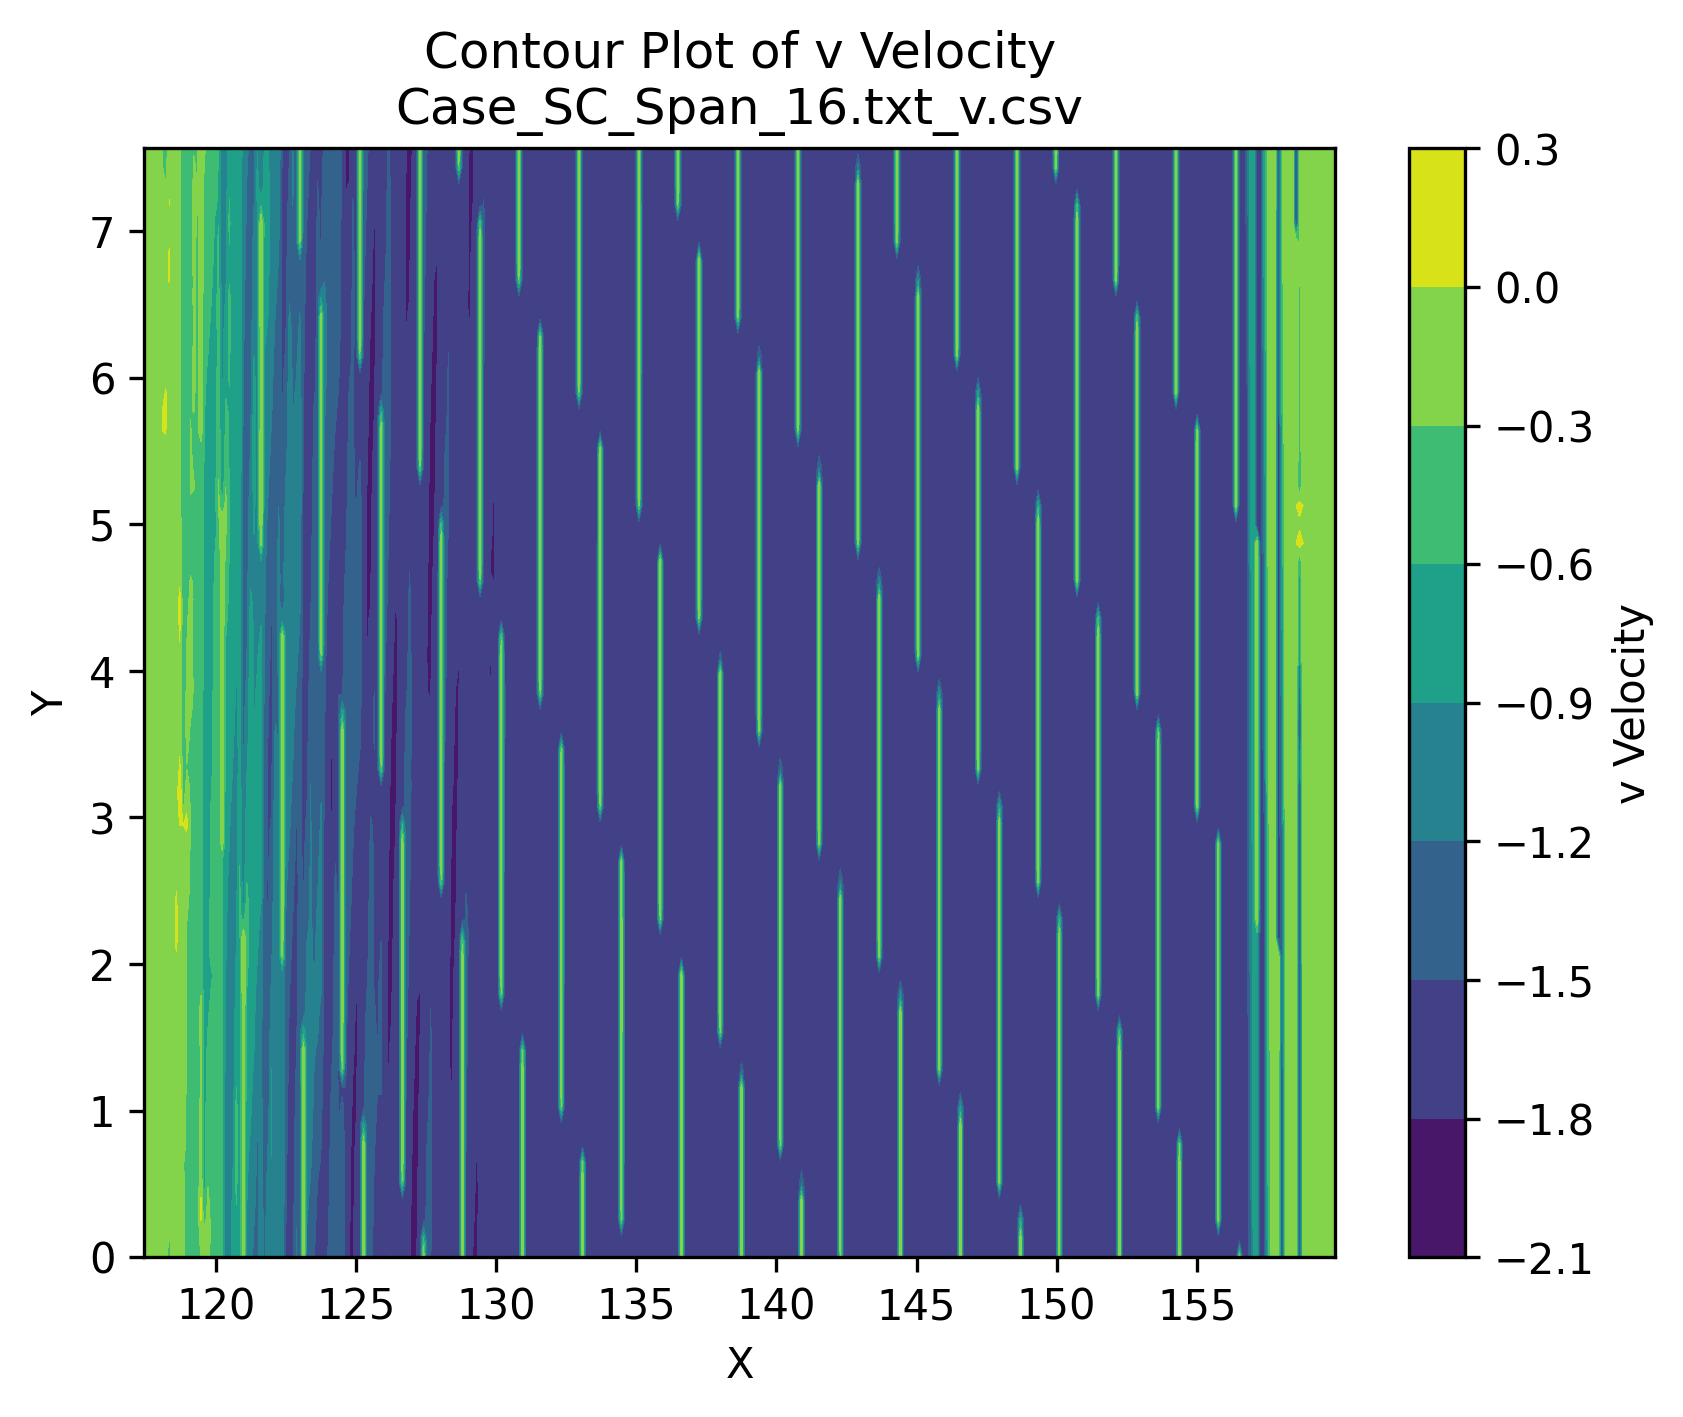 Contour Plot of v Velocity
Case_SC_Span_16.txt_v.csv
Y
7
6
5
4
3
2
1
0
120 125 130 135 140 145 150 155
X
0.3
0.0
−0.3
−0.6
−0.9
−1.2
−1.5
−1.8
−2.1
v Velocity